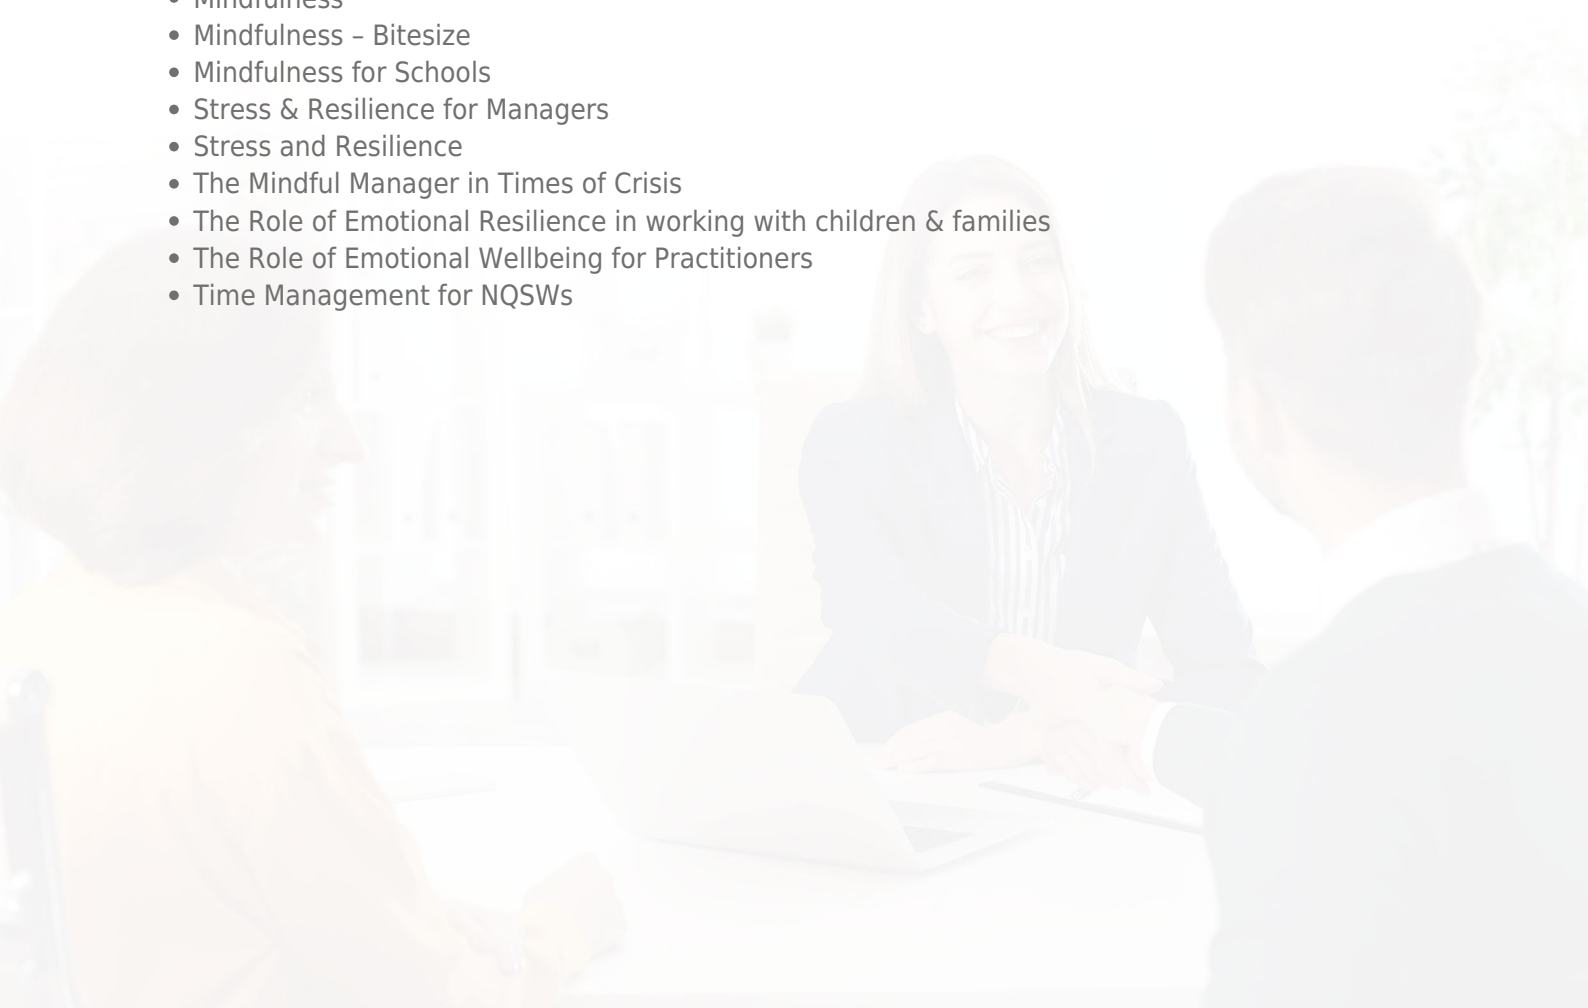 Mindfulness
• Mindfulness – Bitesize
• Mindfulness for Schools
• Stress & Resilience for Managers
• Stress and Resilience
• The Mindful Manager in Times of Crisis
• The Role of Emotional Resilience in working with children & families
• The Role of Emotional Wellbeing for Practitioners
• Time Management for NQSWs